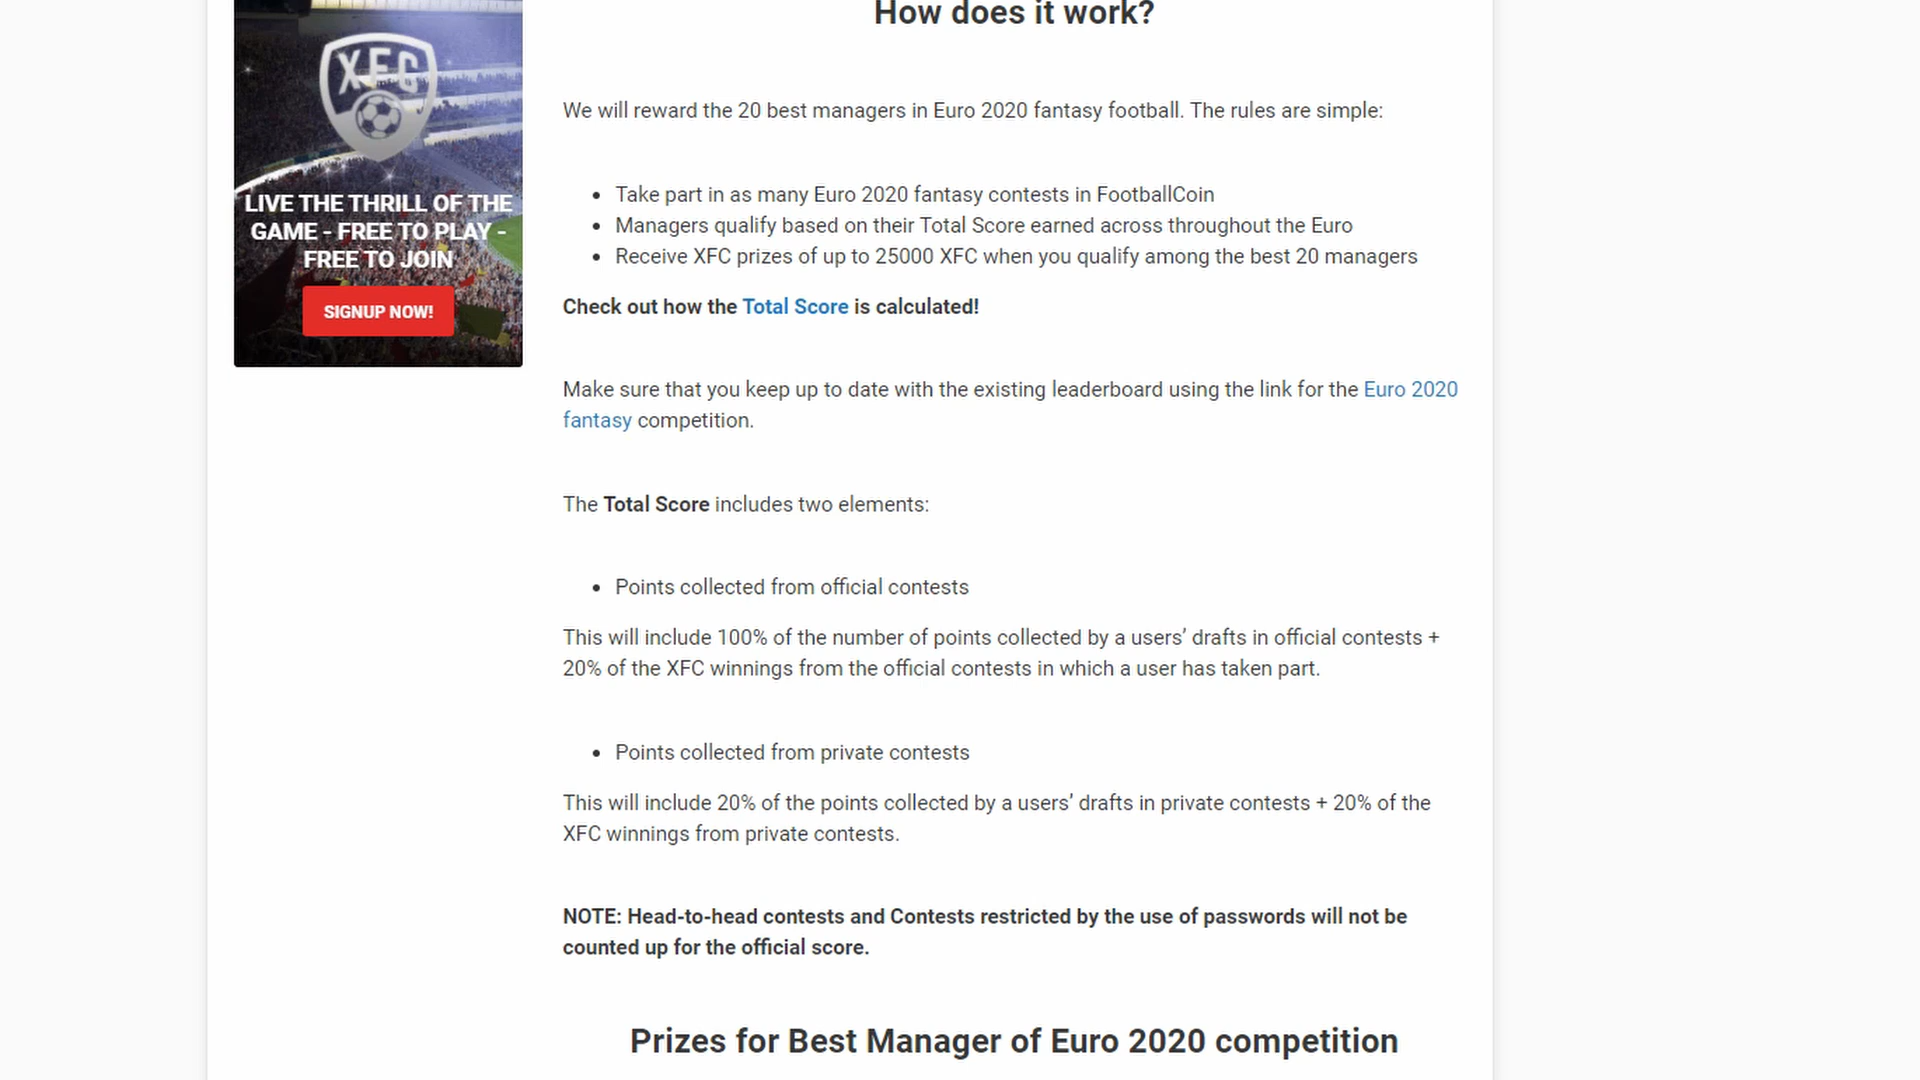 How does it work?
XFC
LIVE THE THRILL OF THE
GAME - FREE TO PLAY -
FREE TO JOIN
SIGNUP NOW!
We will reward the 20 best managers in Euro 2020 fantasy football. The rules are simple:
• Take part in as many Euro 2020 fantasy contests in FootballCoin
• Managers qualify based on their Total Score earned across throughout the Euro
• Receive XFC prizes of up to 25000 XFC when you qualify among the best 20 managers
Check out how the Total Score is calculated!
Make sure that you keep up to date with the existing leaderboard using the link for the Euro 2020
fantasy competition.
The Total Score includes two elements:
• Points collected from official contests
This will include 100% of the number of points collected by a users’ drafts in official contests +
20% of the XFC winnings from the official contests in which a user has taken part.
• Points collected from private contests
This will include 20% of the points collected by a users’ drafts in private contests + 20% of the
XFC winnings from private contests.
NOTE: Head-to-head contests and Contests restricted by the use of passwords will not be
counted up for the official score.
Prizes for Best Manager of Euro 2020 competition